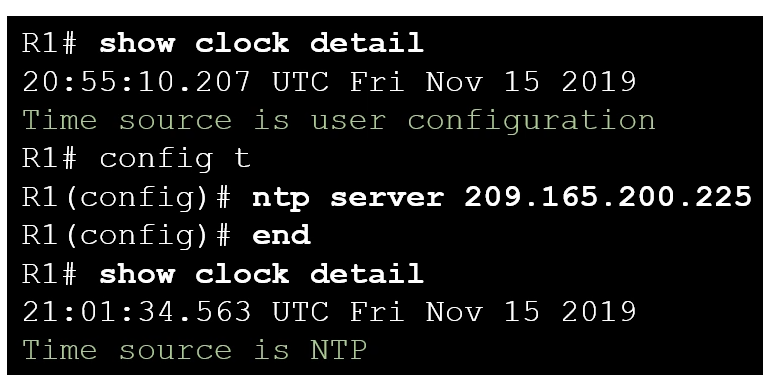 R1# show clock detail
20:55:10.207 UTC Fri Nov 15 2019
Time source is user configuration
R1# config t
R1(config)# ntp server 209.165.200.225
R1(config)# end
R1# show clock detail
21:01:34.563 UTC Fri Nov 15 2019
Time source is NTP